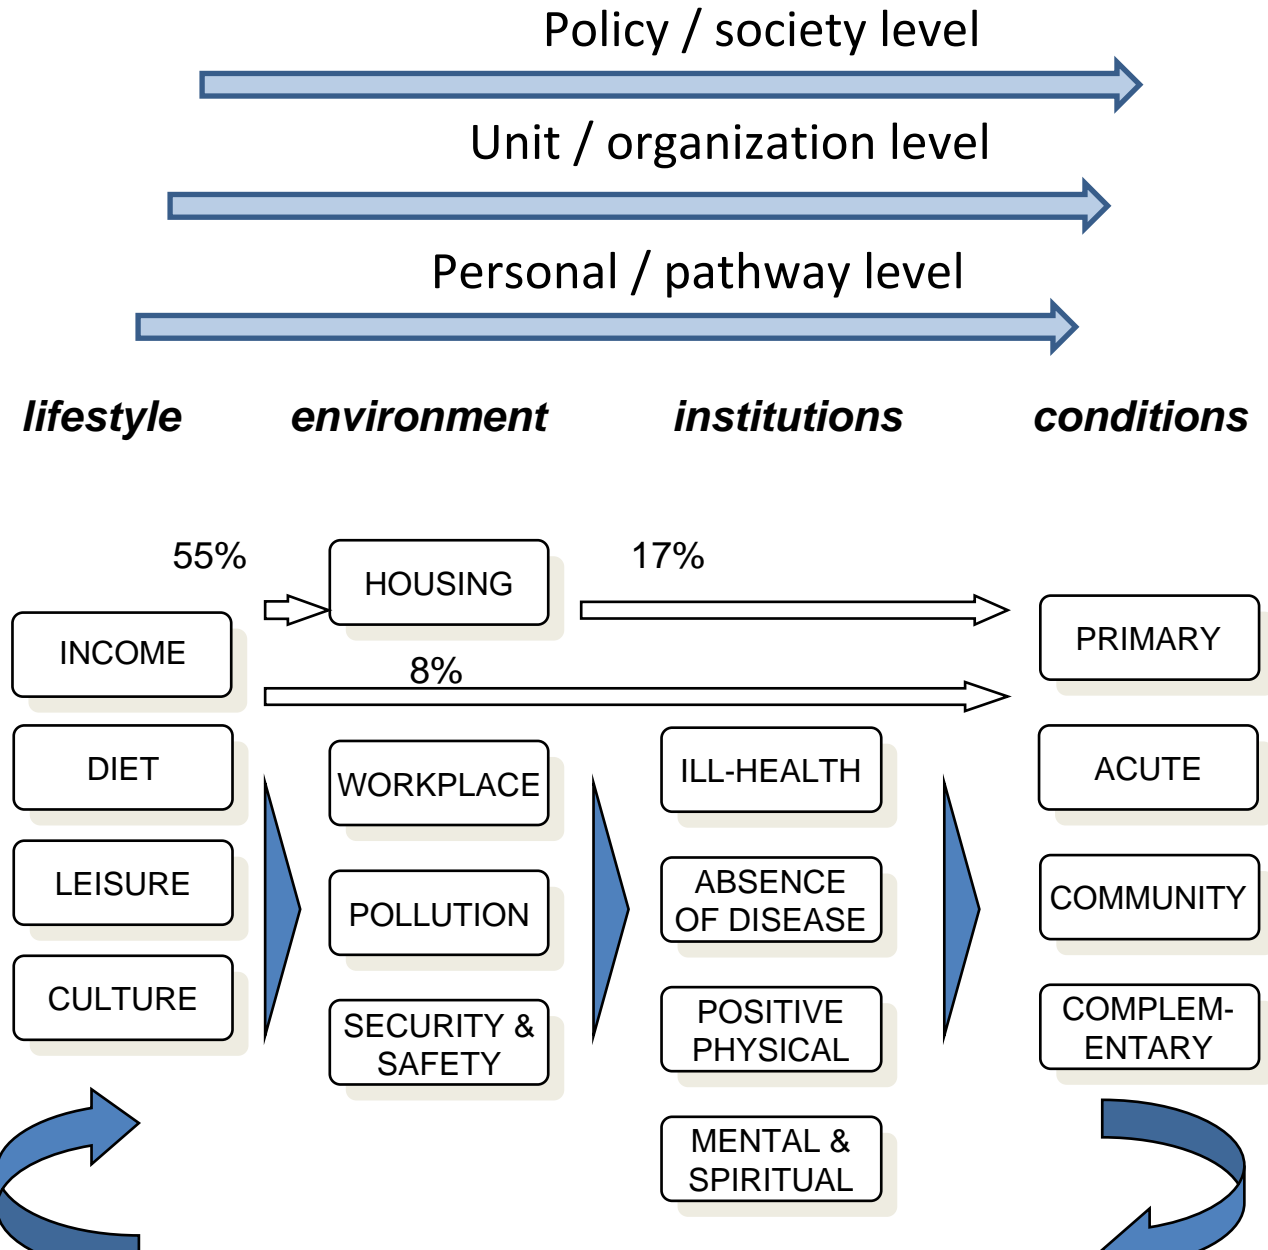 Policy / society level
Unit / organization level
Personal / pathway level
lifestyle environment institutions conditions
55%
17%
HOUSING
INCOME
PRIMARY
8%
DIET
WORKPLACE
ILL-HEALTH
ACUTE
LEISURE
POLLUTION
ABSENCE
OF DISEASE
COMMUNITY
CULTURE
SECURITY &
SAFETY
POSITIVE
PHYSICAL
COMPLEM-
ENTARY
MENTAL &
SPIRITUAL